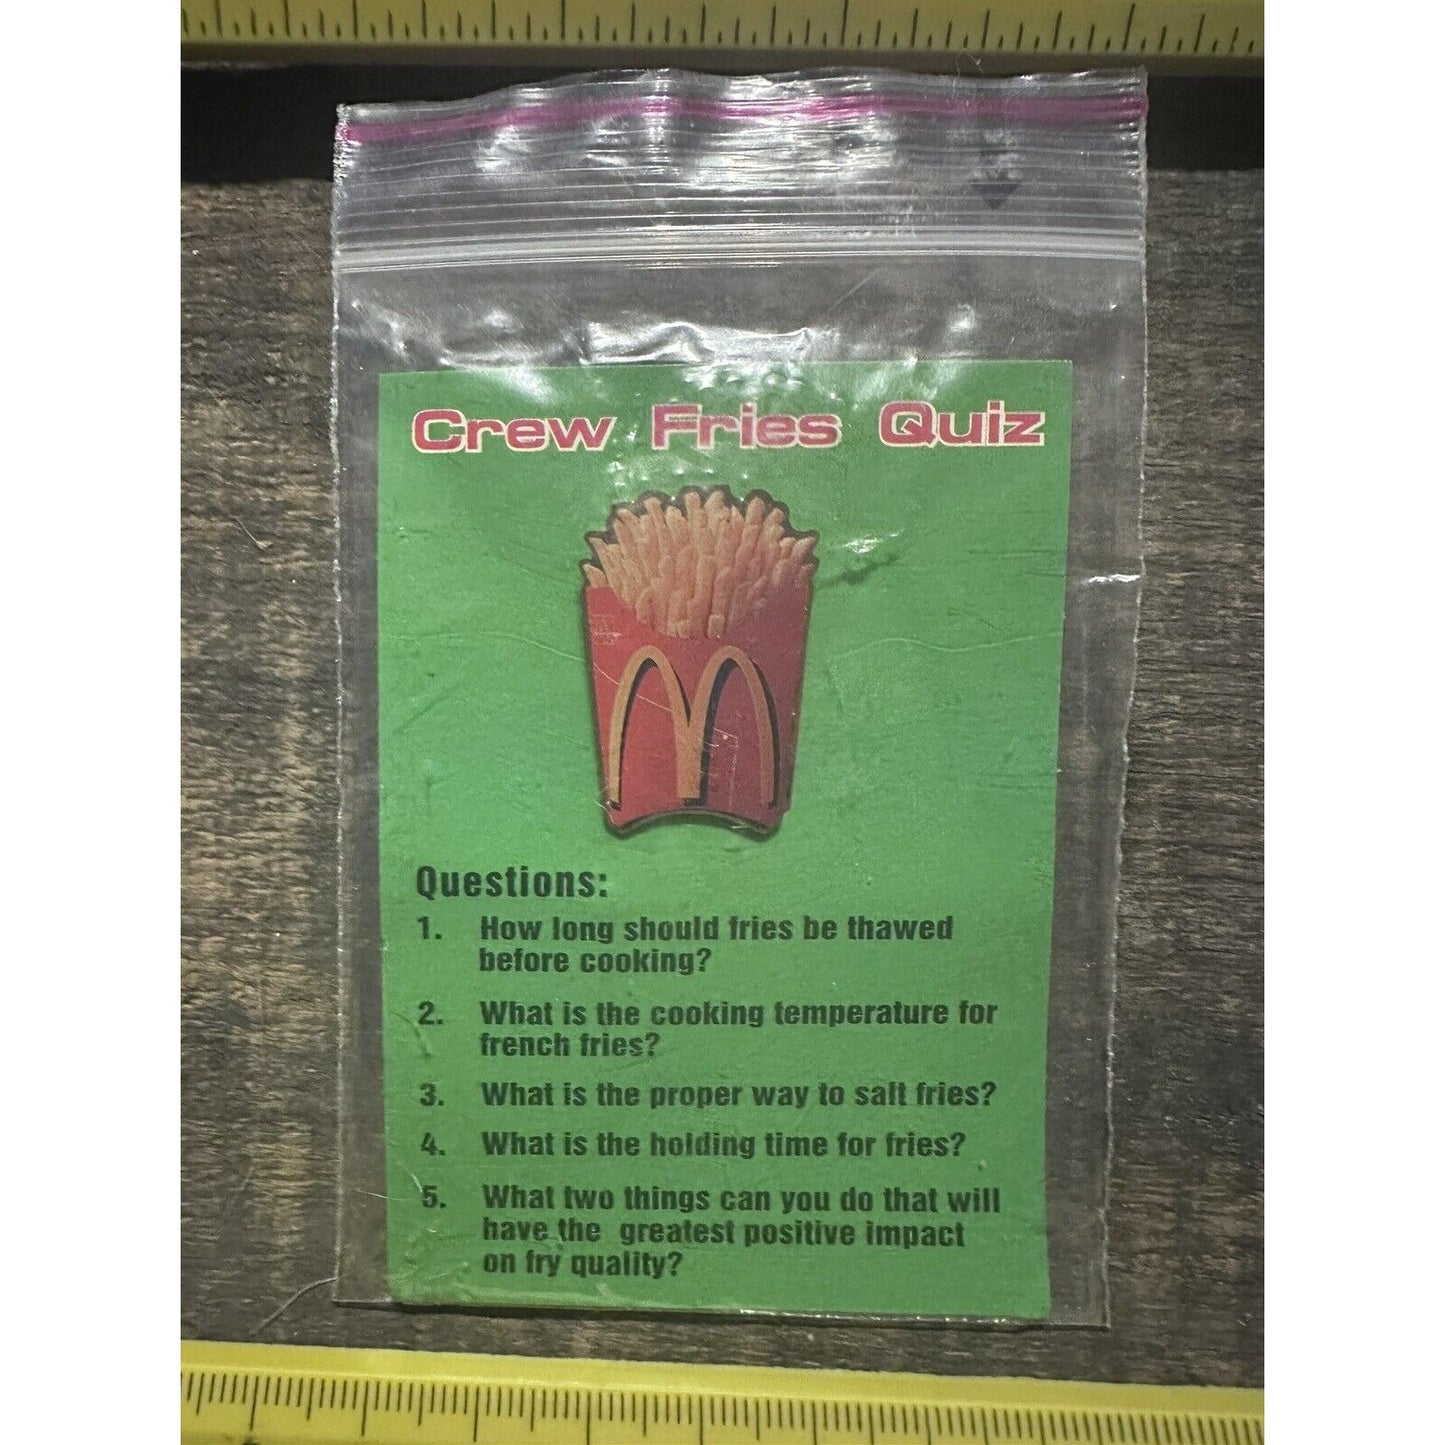 Crew Fries Quiz
M
Questions:
1. How long should fries be thawed
before cooking?
2. What is the cooking temperature for
french fries?
3. What is the proper way to salt fries?
4. What is the holding time for fries?
5. What two things can you do that will
have the greatest positive impact
on fry quality?